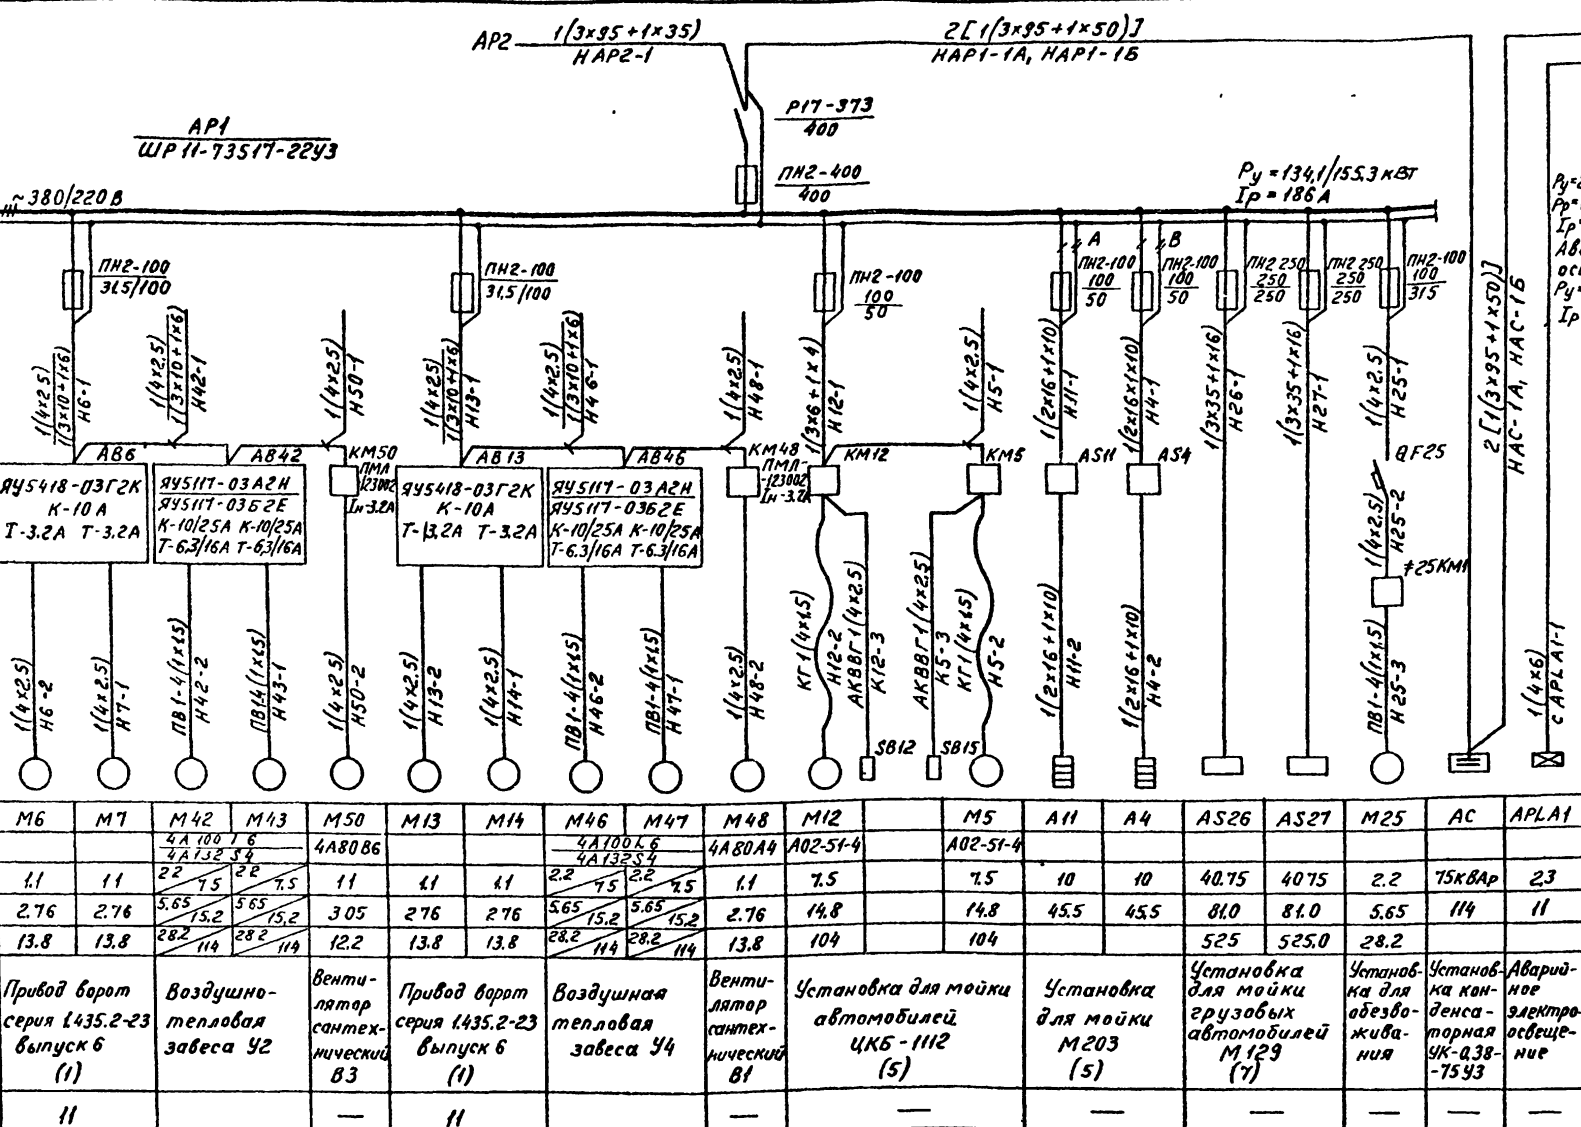 АР2
1(3×95+1×35)
НАР2-1
2[1(3×95+1×50)]
НАР1-1А, НАР1-1Б
Р17-373
400
АР1
ШР 11-73517-22У3
ПН2-400
400
Ру = 134,1/155.3 кВт
Iр = 186 А
~380/220 В
Ру=
Рр=
Iр
Ру=
Iр
ПН2-100
31.5/100
ПН2-100
31,5/100
ПН2-100
100
50
А
ПН2-100
100
50
В
ПН2-100
100
50
ПН2 250
250
250
ПН2 250
250
250
ПН2-100
100
31.5
1(4×2.5)
1(3×10+1×6)
Н6-1
1(4×2.5)
1(3×10+1×6)
Н42-1
1(4×2.5)
Н50-1
1(4×2.5)
1(3×10+1×6)
Н13-1
1(4×2.5)
1(3×10+1×6)
Н46-1
1(4×2.5)
Н48-1
1(3×6+1×4)
Н12-1
1(4×2.5)
Н5-1
1(2×16+1×10)
Н11-1
1(2×16×1×10)
Н4-1
1(3×35+1×16)
Н26-1
1(3×35+1×16)
Н27-1
1(4×2.5)
Н25-1
2[1(3×95+1×50)]
НАС-1А, НАС-1Б
АВ6
АВ42
КМ50
ПМЛ
-123002
Iн-3.2А
АВ13
АВ46
КМ48
ПМЛ-
-123002
Iн-3.2А
КМ12
КМ5
AS11
AS4
QF25
ЯУ5418-03Г2К
К-10А
Т-3.2А Т-3.2А
ЯУ5117-03А2Н
ЯУ5117-03Б2Е
К-10/25А К-10/25А
Т-6.3/16А Т-6.3/16А
ЯУ5418-03Г2К
К-10А
Т-3.2А Т-3.2А
ЯУ5117-03А2Н
ЯУ5117-03Б2Е
К-10/25А К-10/25А
Т-6.3/16А Т-6.3/16А
1(4×2.5)
Н25-2
≠25КМ1
1(4×2.5)
Н6-2
1(4×2.5)
Н7-1
ПВ1-4(1×1.5)
Н42-2
ПВ1.4(1×1.5)
Н43-1
1(4×2.5)
Н50-2
1(4×2.5)
Н13-2
1(4×2.5)
Н14-1
ПВ1-4(1×1.5)
Н46-2
ПВ1-4(1×1.5)
Н47-1
1(4×2.5)
Н48-2
КГ1(4×1.5)
Н12-2
АКВВГ1(4×2.5)
К12-3
АКВВГ1(4×2.5)
К5-3
КГ1(4×1.5)
Н5-2
1(2×16+1×10)
Н11-2
1(2×16+1×10)
Н4-2
ПВ1-4(1×1.5)
Н25-3
1(4×6)
с АРLА1-1
SB12
SB15
М6 М7 М42 М43 М50 М13 М14 М46 М47 М48 М12 М5 А11 А4 AS26 AS27 М25 АС APLA1
4А100L6
4А132S4
4А80В6
4А100L6
4А132S4
4А80А4 А02-51-4 А02-51-4
1.1 11 22/7.5 22/7.5 11 1.1 1.1 2.2/7.5 2.2/7.5 1.1 7.5 7.5 10 10 40.75 4075 2.2 75кВАр 2,3
2.76 2.76 5.65/15.2 5.65/15.2 3.05 2.76 2.76 5.65/15.2 5.65/15.2 2.76 14.8 14.8 45.5 45.5 81.0 81.0 5.65 114 11
13.8 13.8 28.2/114 28.2/114 12.2 13.8 13.8 28.2/114 28.2/114 13.8 104 104 525 525.0 28.2
Привод ворот
серия 1.435.2-23
выпуск 6
(1)
Воздушно-
тепловая
завеса У2
Венти-
лятор
сантех-
нический
В3
Привод ворот
серия 1.435.2-23
выпуск 6
(1)
Воздушная
тепловая
завеса У4
Венти-
лятор
сантех-
нический
В1
Установка для мойки
автомобилей
ЦКБ-1112
(5)
Установка
для мойки
М203
(5)
Установка
для мойки
грузовых
автомобилей
М129
(7)
Установ-
ка для
обезво-
жива-
ния
Установ-
ка кон-
денса-
торная
УК-0,38-
-75У3
Аварий-
ное
электро-
освеще-
ние
11 — 11 — — — — — — —